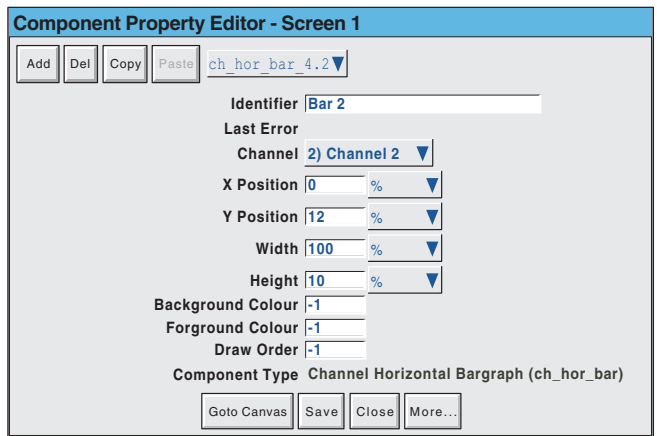 Component Property Editor - Screen 1
Add Del Copy Paste ch_hor_bar_4.2
Identifier Bar 2
Last Error
Channel 2) Channel 2
X Position 0 %
Y Position 12 %
Width 100 %
Height 10 %
Background Colour -1
Forground Colour -1
Draw Order -1
Component Type Channel Horizontal Bargraph (ch_hor_bar)
Goto Canvas Save Close More...